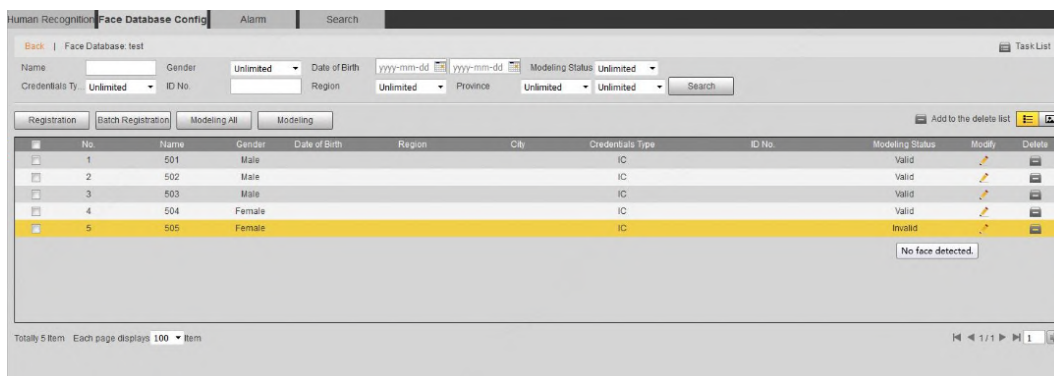 Human Recognition Face Database Config Alarm Search
Back | Face Database: test Task List
Name Gender Unlimited Date of Birth yyyy-mm-dd yyyy-mm-dd Modeling Status Unlimited
Credentials Ty... Unlimited ID No. Region Unlimited Province Unlimited Unlimited Search
Registration Batch Registration Modeling All Modeling Add to the delete list
No. Name Gender Date of Birth Region City Credentials Type ID No. Modeling Status Modify Delete
1 501 Male IC Valid
2 502 Male IC Valid
3 503 Male IC Valid
4 504 Female IC Valid
5 505 Female IC Invalid
No face detected.
Totally 5 Item Each page displays 100 Item 1/1 1